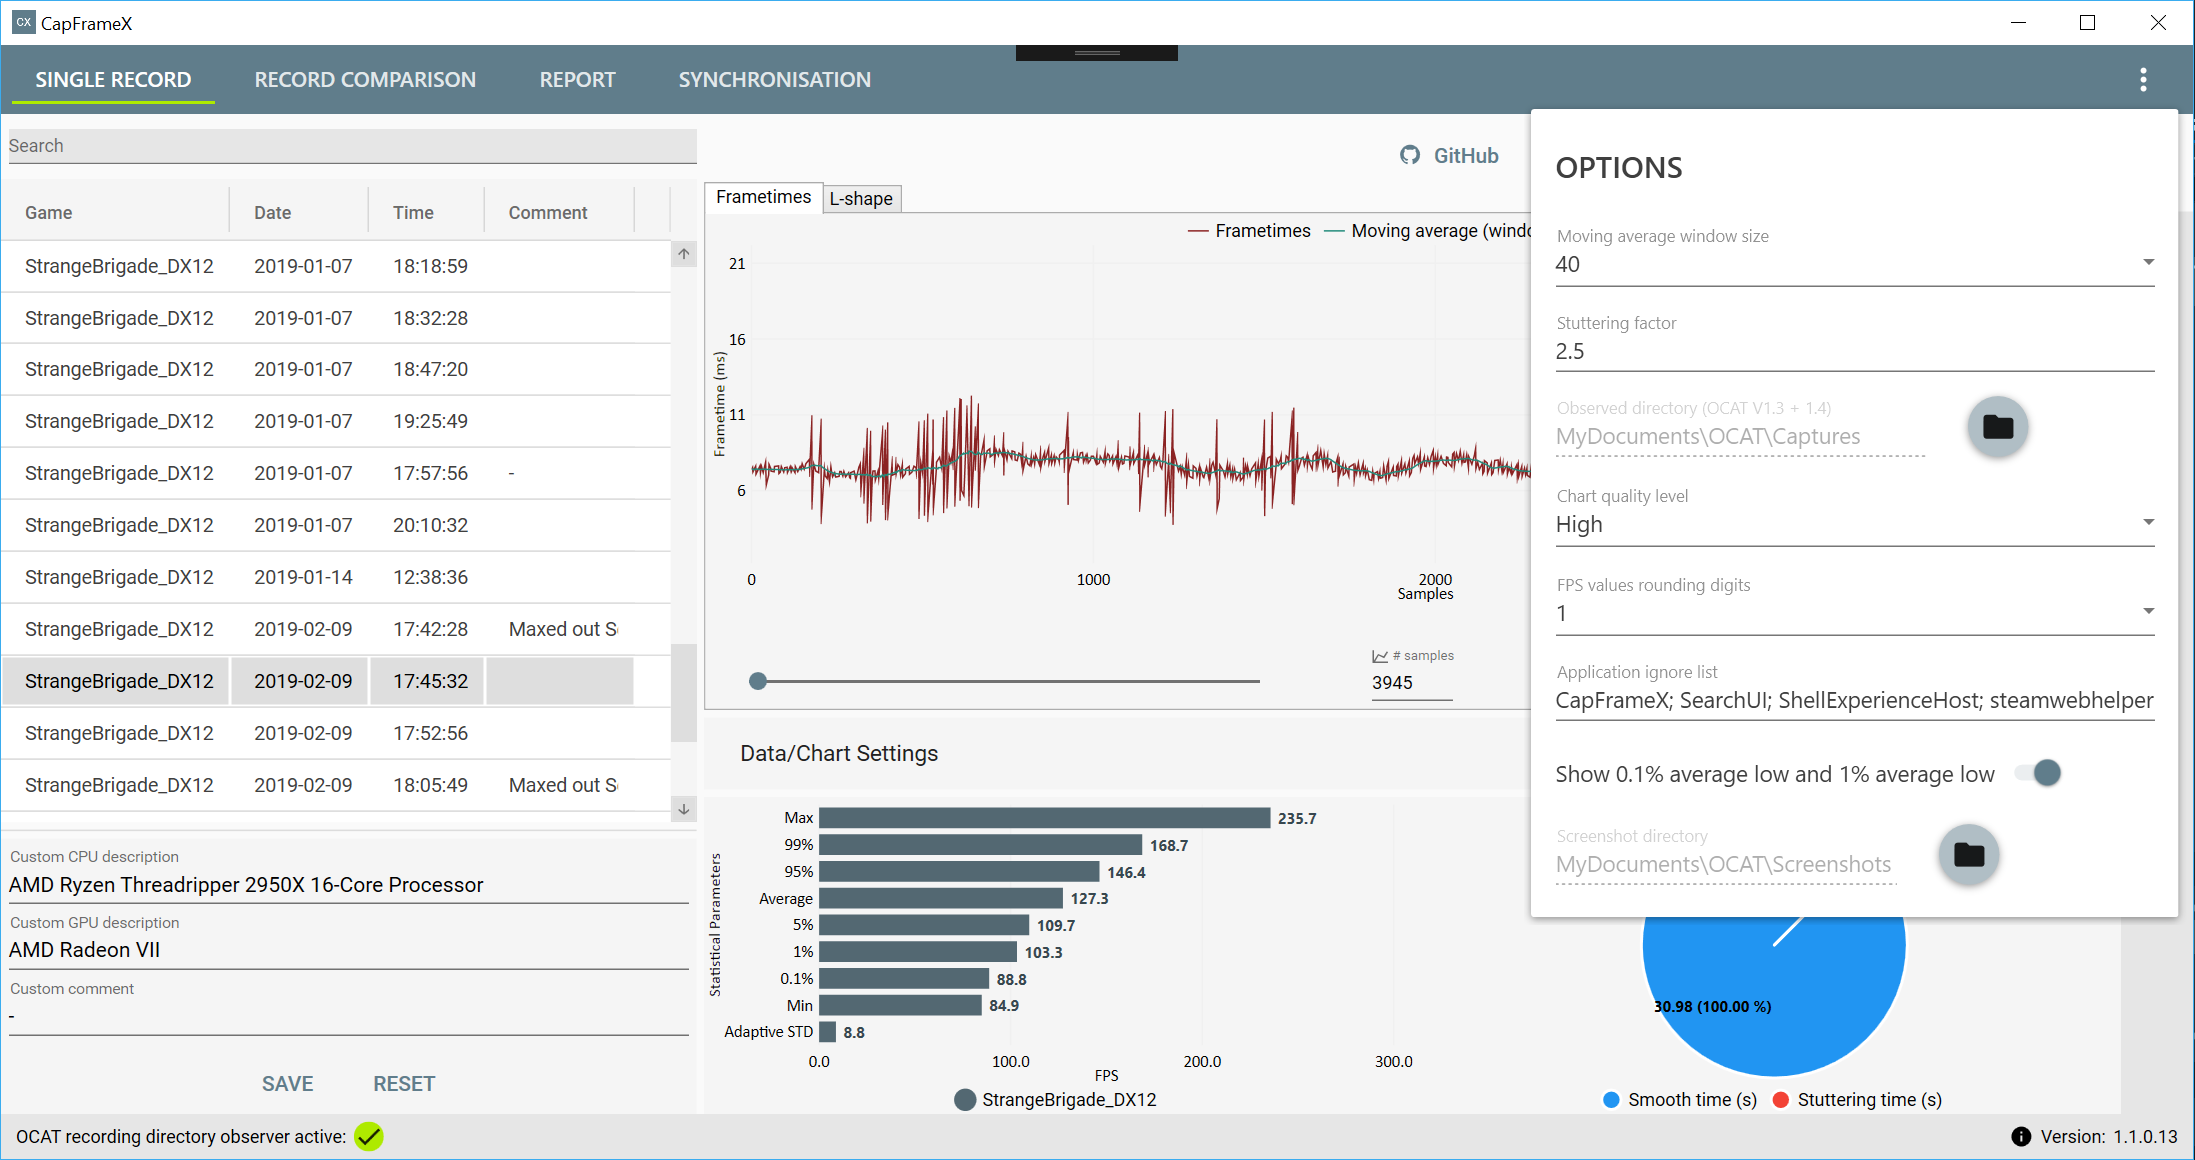 CX CapFrameX
SINGLE RECORD RECORD COMPARISON REPORT SYNCHRONISATION
Search
Game Date Time Comment
StrangeBrigade_DX12 2019-01-07 18:18:59
StrangeBrigade_DX12 2019-01-07 18:32:28
StrangeBrigade_DX12 2019-01-07 18:47:20
StrangeBrigade_DX12 2019-01-07 19:25:49
StrangeBrigade_DX12 2019-01-07 17:57:56 -
StrangeBrigade_DX12 2019-01-07 20:10:32
StrangeBrigade_DX12 2019-01-14 12:38:36
StrangeBrigade_DX12 2019-02-09 17:42:28 Maxed out S
StrangeBrigade_DX12 2019-02-09 17:45:32
StrangeBrigade_DX12 2019-02-09 17:52:56
StrangeBrigade_DX12 2019-02-09 18:05:49 Maxed out S
Custom CPU description
AMD Ryzen Threadripper 2950X 16-Core Processor
Custom GPU description
AMD Radeon VII
Custom comment
-
SAVE RESET
GitHub
Frametimes L-shape
Frametimes Moving average (windo
Frametime (ms)
21
16
11
6
0 1000 2000
Samples
# samples
3945
Data/Chart Settings
Statistical Parameters
Max 235.7
99% 168.7
95% 146.4
Average 127.3
5% 109.7
1% 103.3
0.1% 88.8
Min 84.9
Adaptive STD 8.8
0.0 100.0 200.0 300.0
FPS
StrangeBrigade_DX12
OPTIONS
Moving average window size
40
Stuttering factor
2.5
Observed directory (OCAT V1.3 + 1.4)
MyDocuments\OCAT\Captures
Chart quality level
High
FPS values rounding digits
1
Application ignore list
CapFrameX; SearchUI; ShellExperienceHost; steamwebhelper
Show 0.1% average low and 1% average low
Screenshot directory
MyDocuments\OCAT\Screenshots
30.98 (100.00 %)
Smooth time (s) Stuttering time (s)
OCAT recording directory observer active:
Version: 1.1.0.13